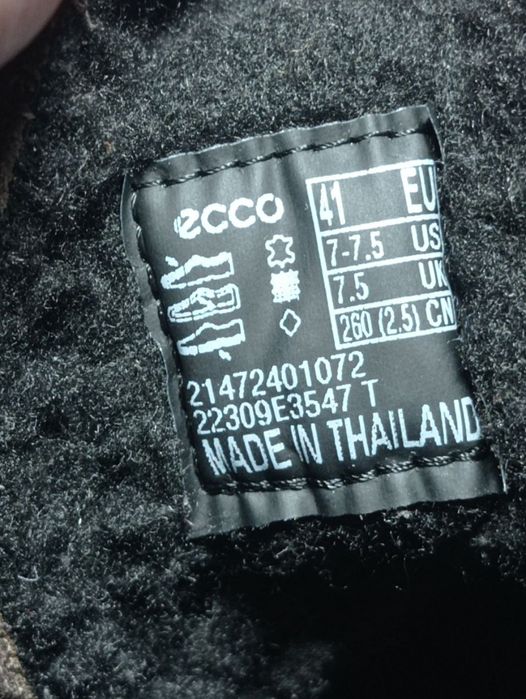 ecco
41 EU
7-7.5 US
7.5 UK
260 (2.5) CN
21472401072
22309E3547 T
MADE IN THAILAND